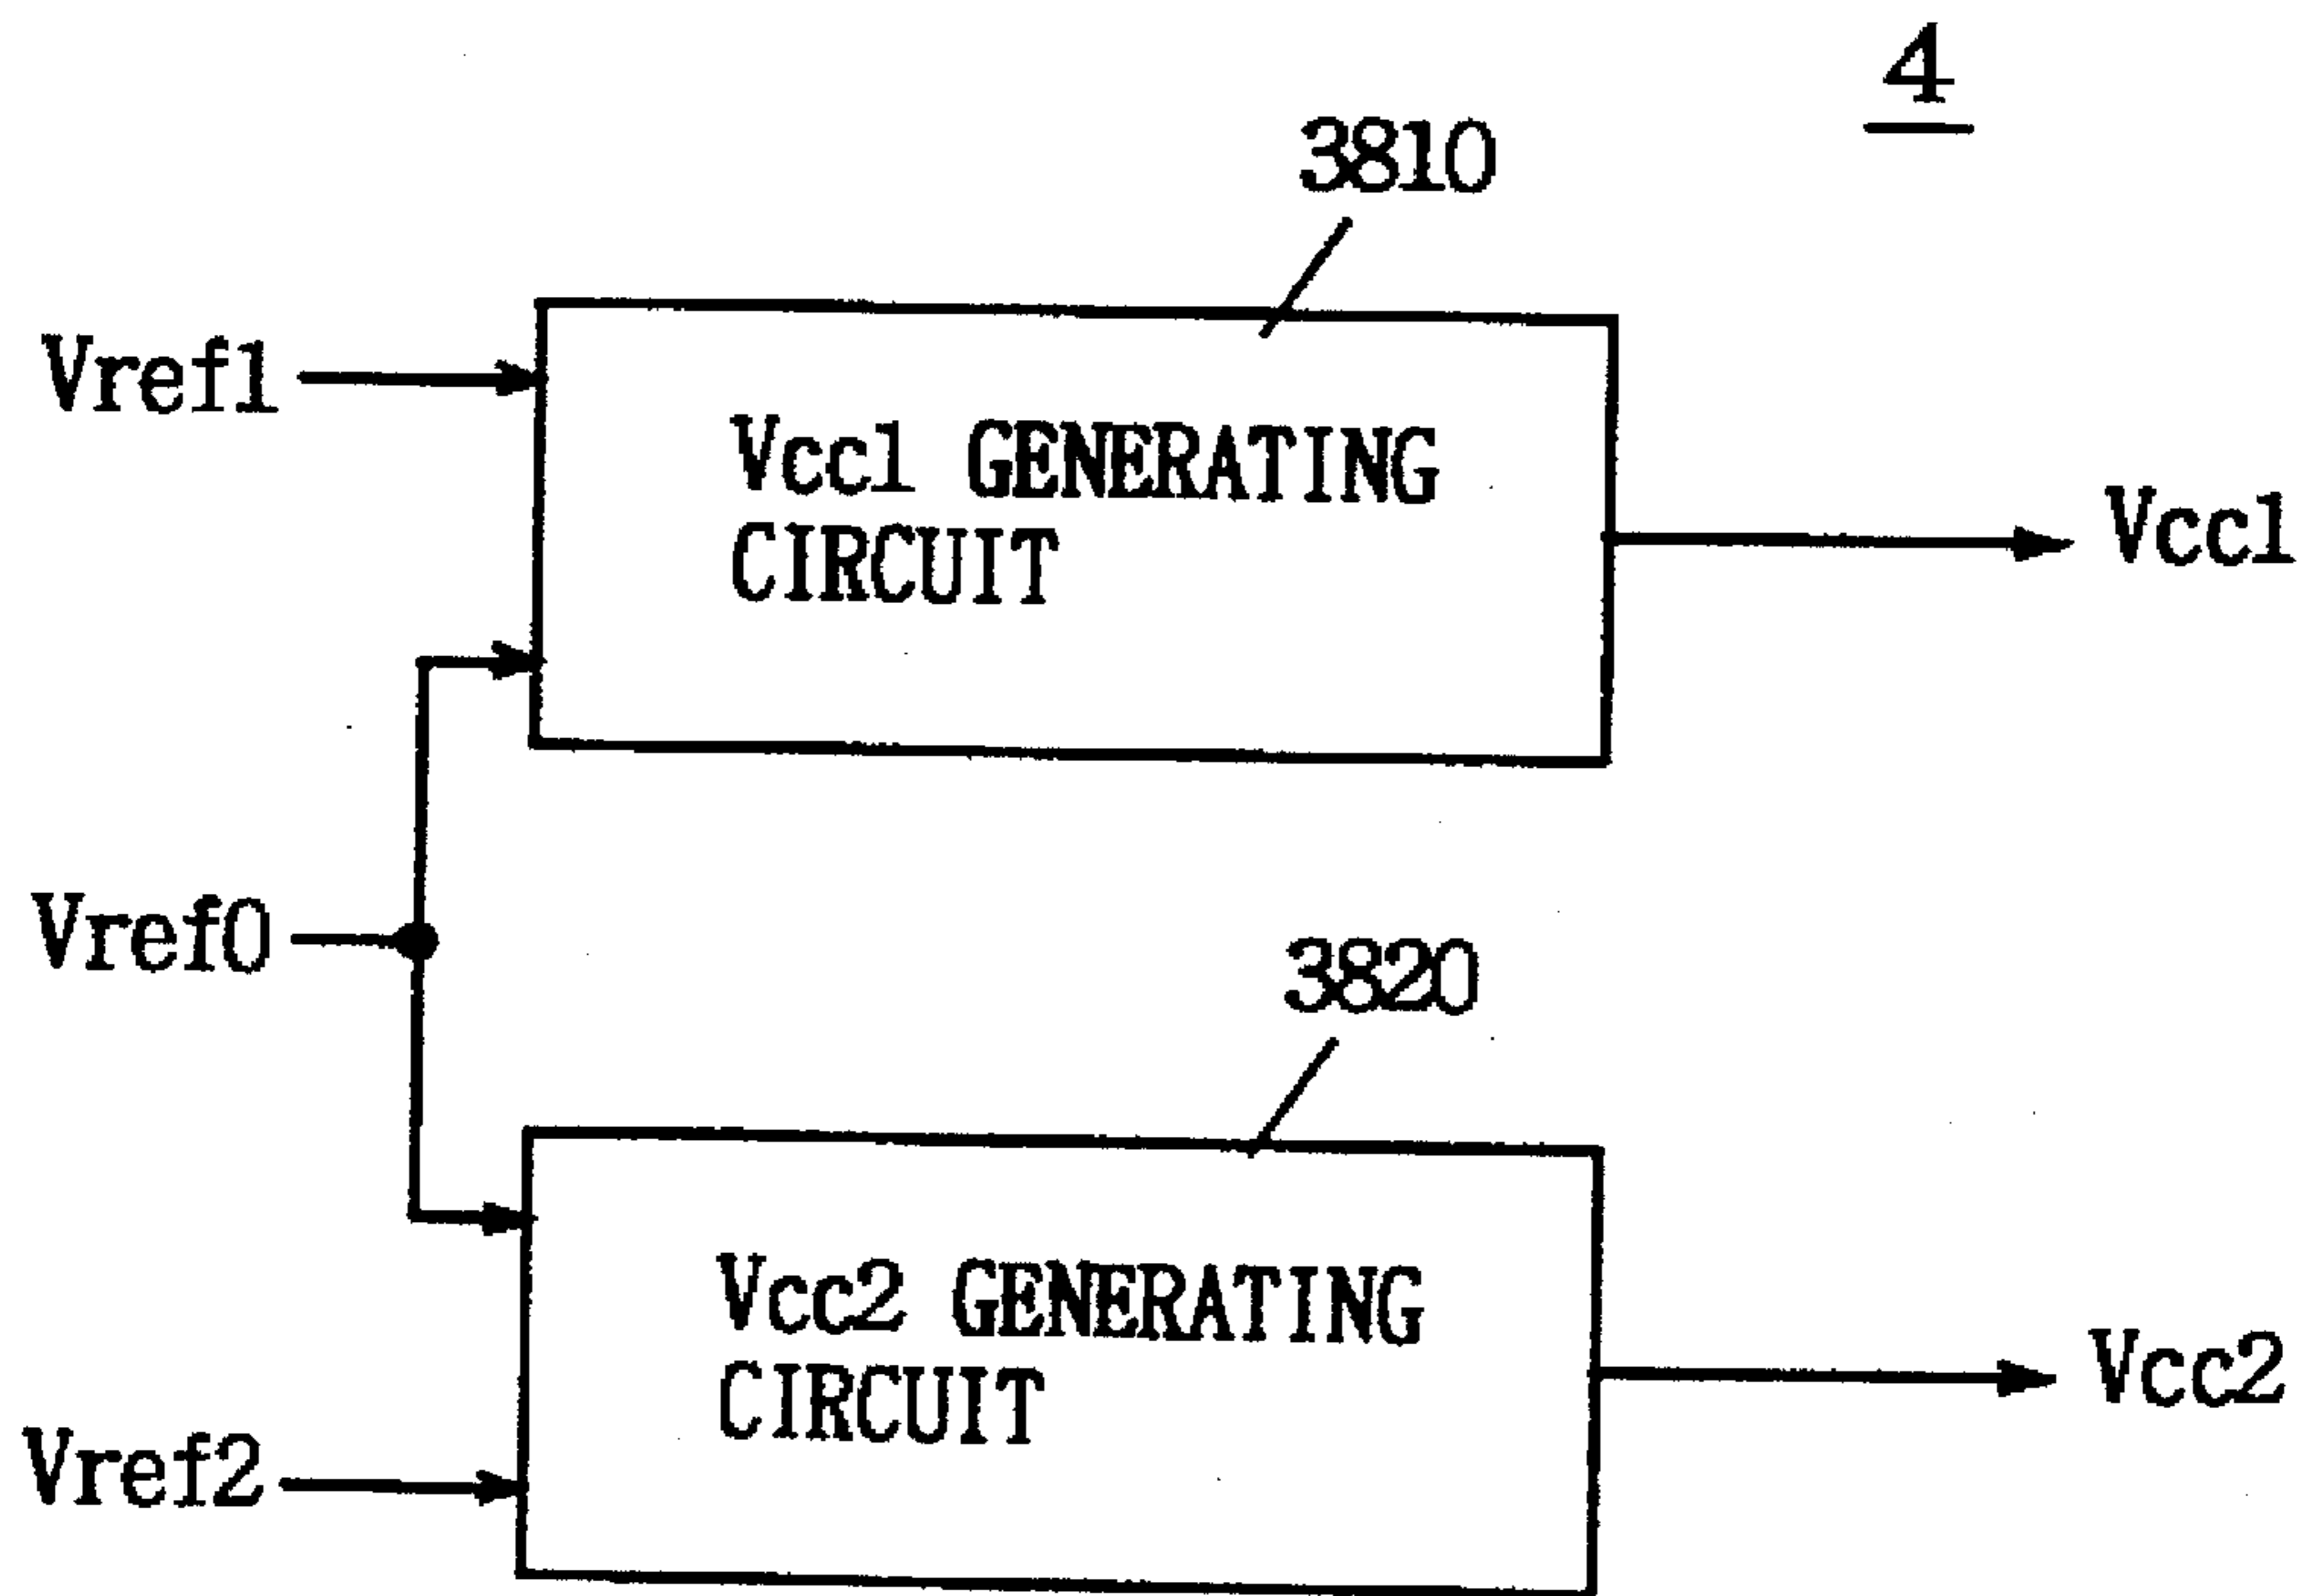 4
3810
Vref1
Vcc1 GENERATING
CIRCUIT
Vcc1
Vref0
3820
Vcc2 GENERATING
CIRCUIT
Vcc2
Vref2